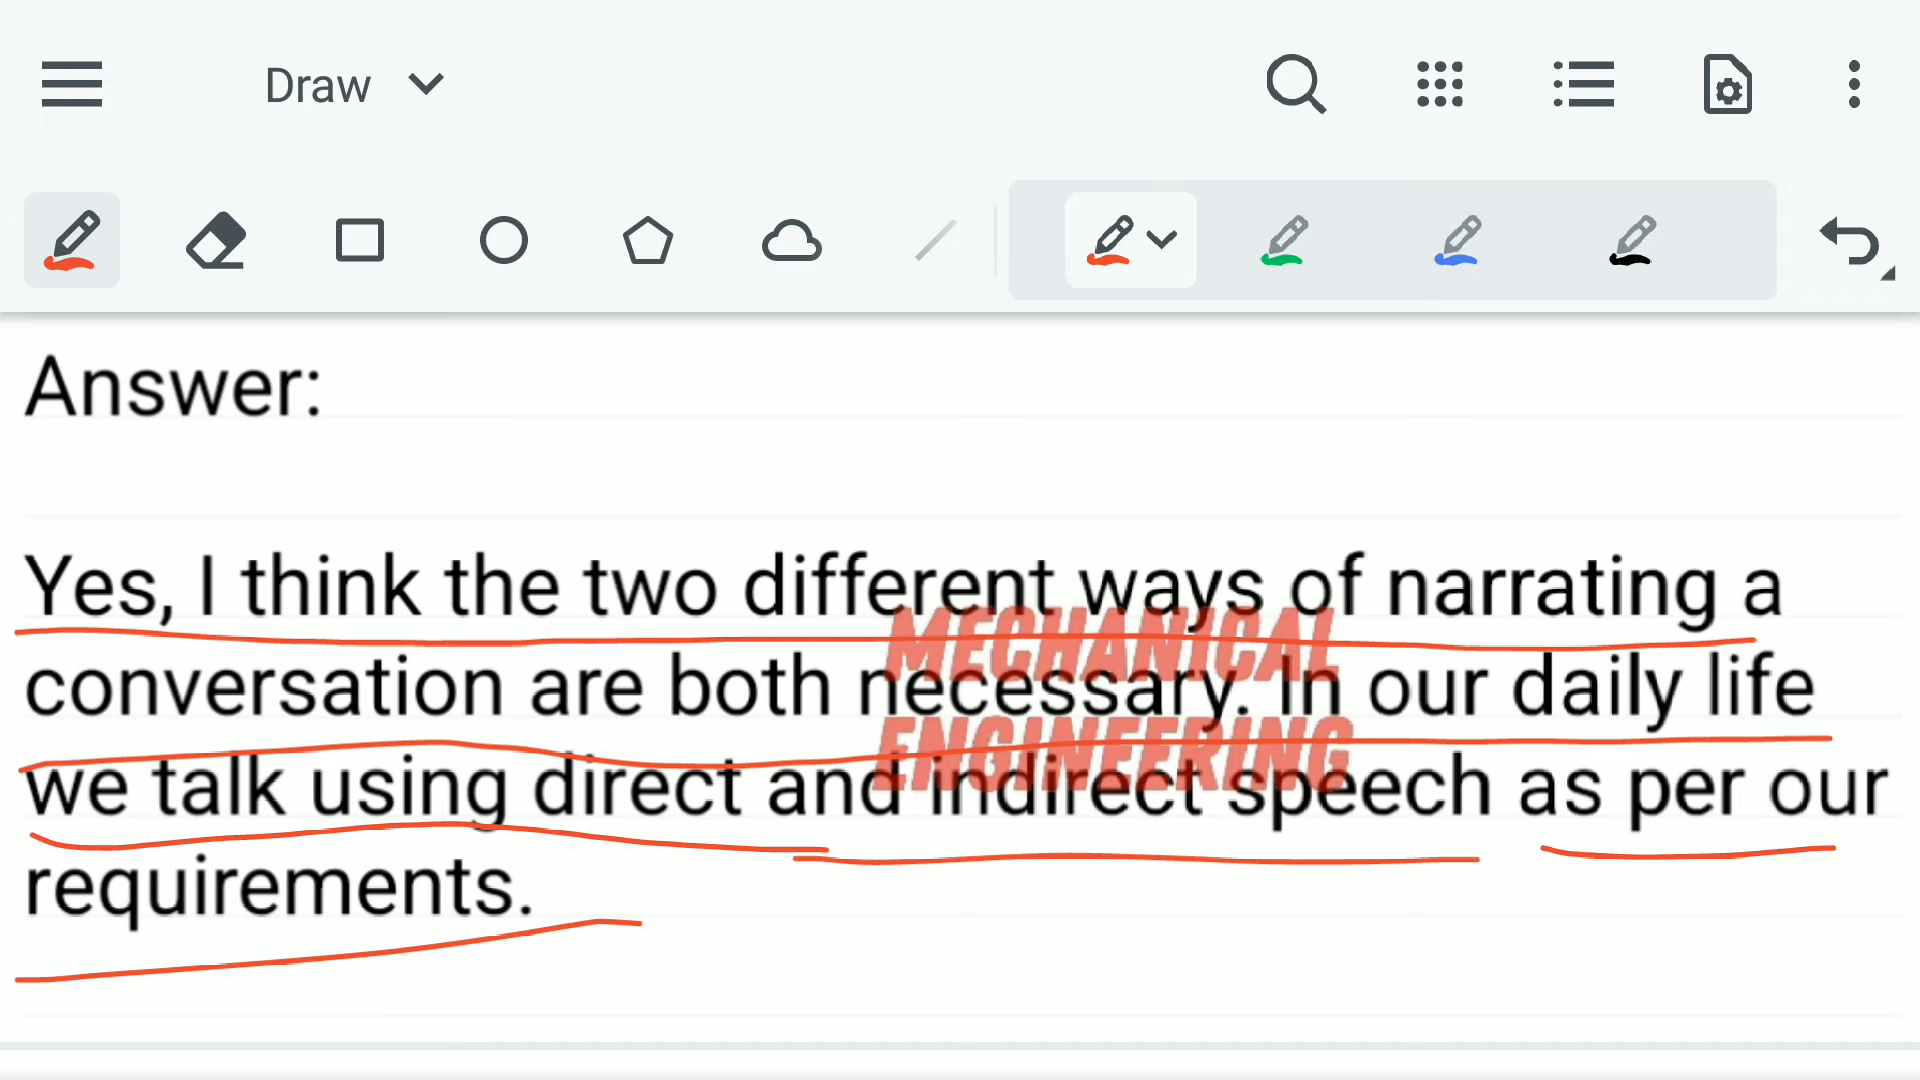 Draw
Answer:
Yes, I think the two different ways of narrating a
conversation are both necessary. In our daily life
we talk using direct and indirect speech as per our
requirements.
MECHANICAL
ENGINEERING